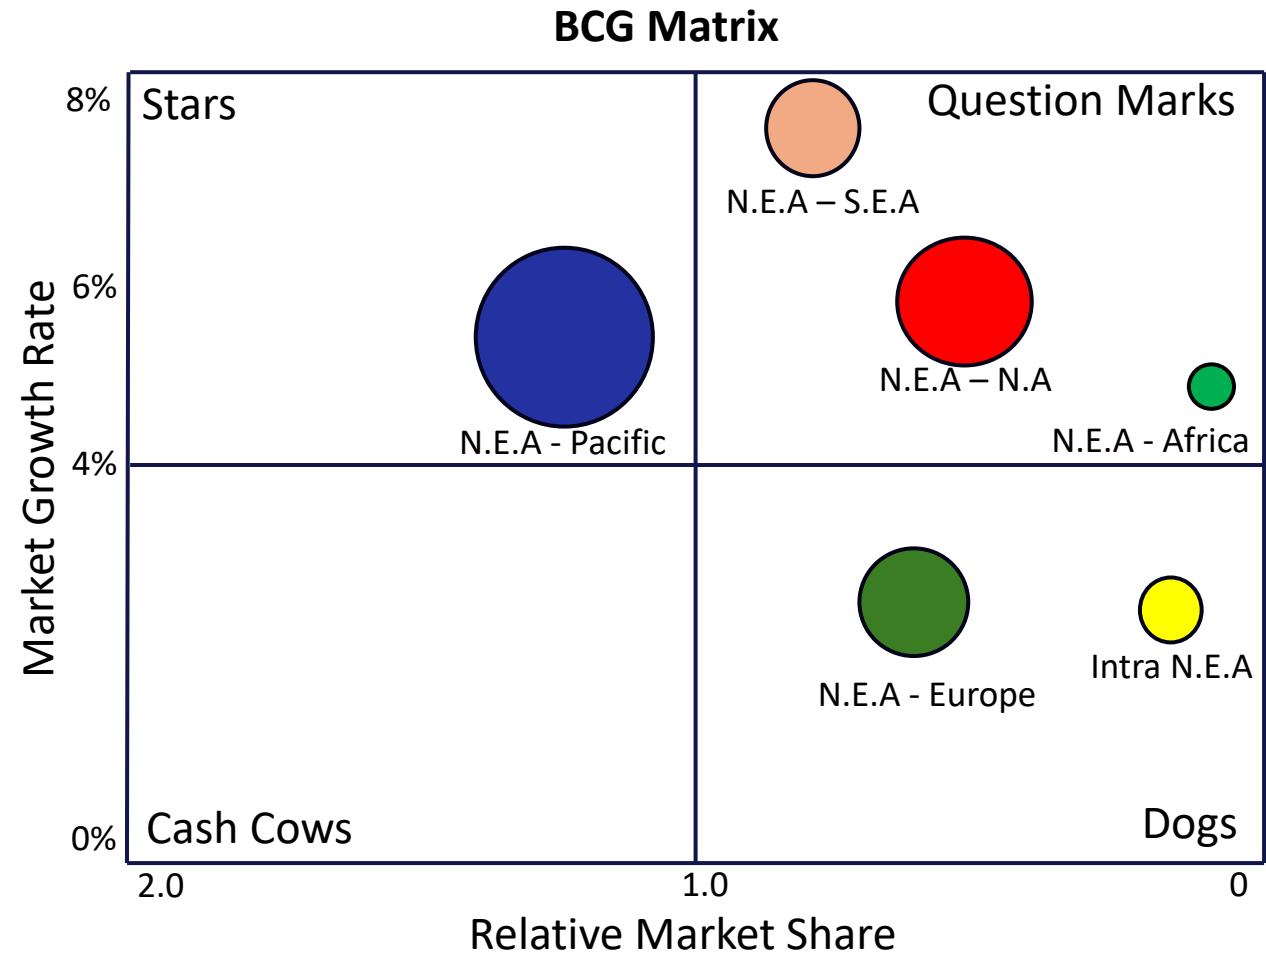 BCG Matrix
8%
Stars
Question Marks
N.E.A – S.E.A
6%
N.E.A – N.A
N.E.A - Pacific
N.E.A - Africa
4%
Market Growth Rate
Intra N.E.A
N.E.A - Europe
0%
Cash Cows
Dogs
2.0
1.0
0
Relative Market Share